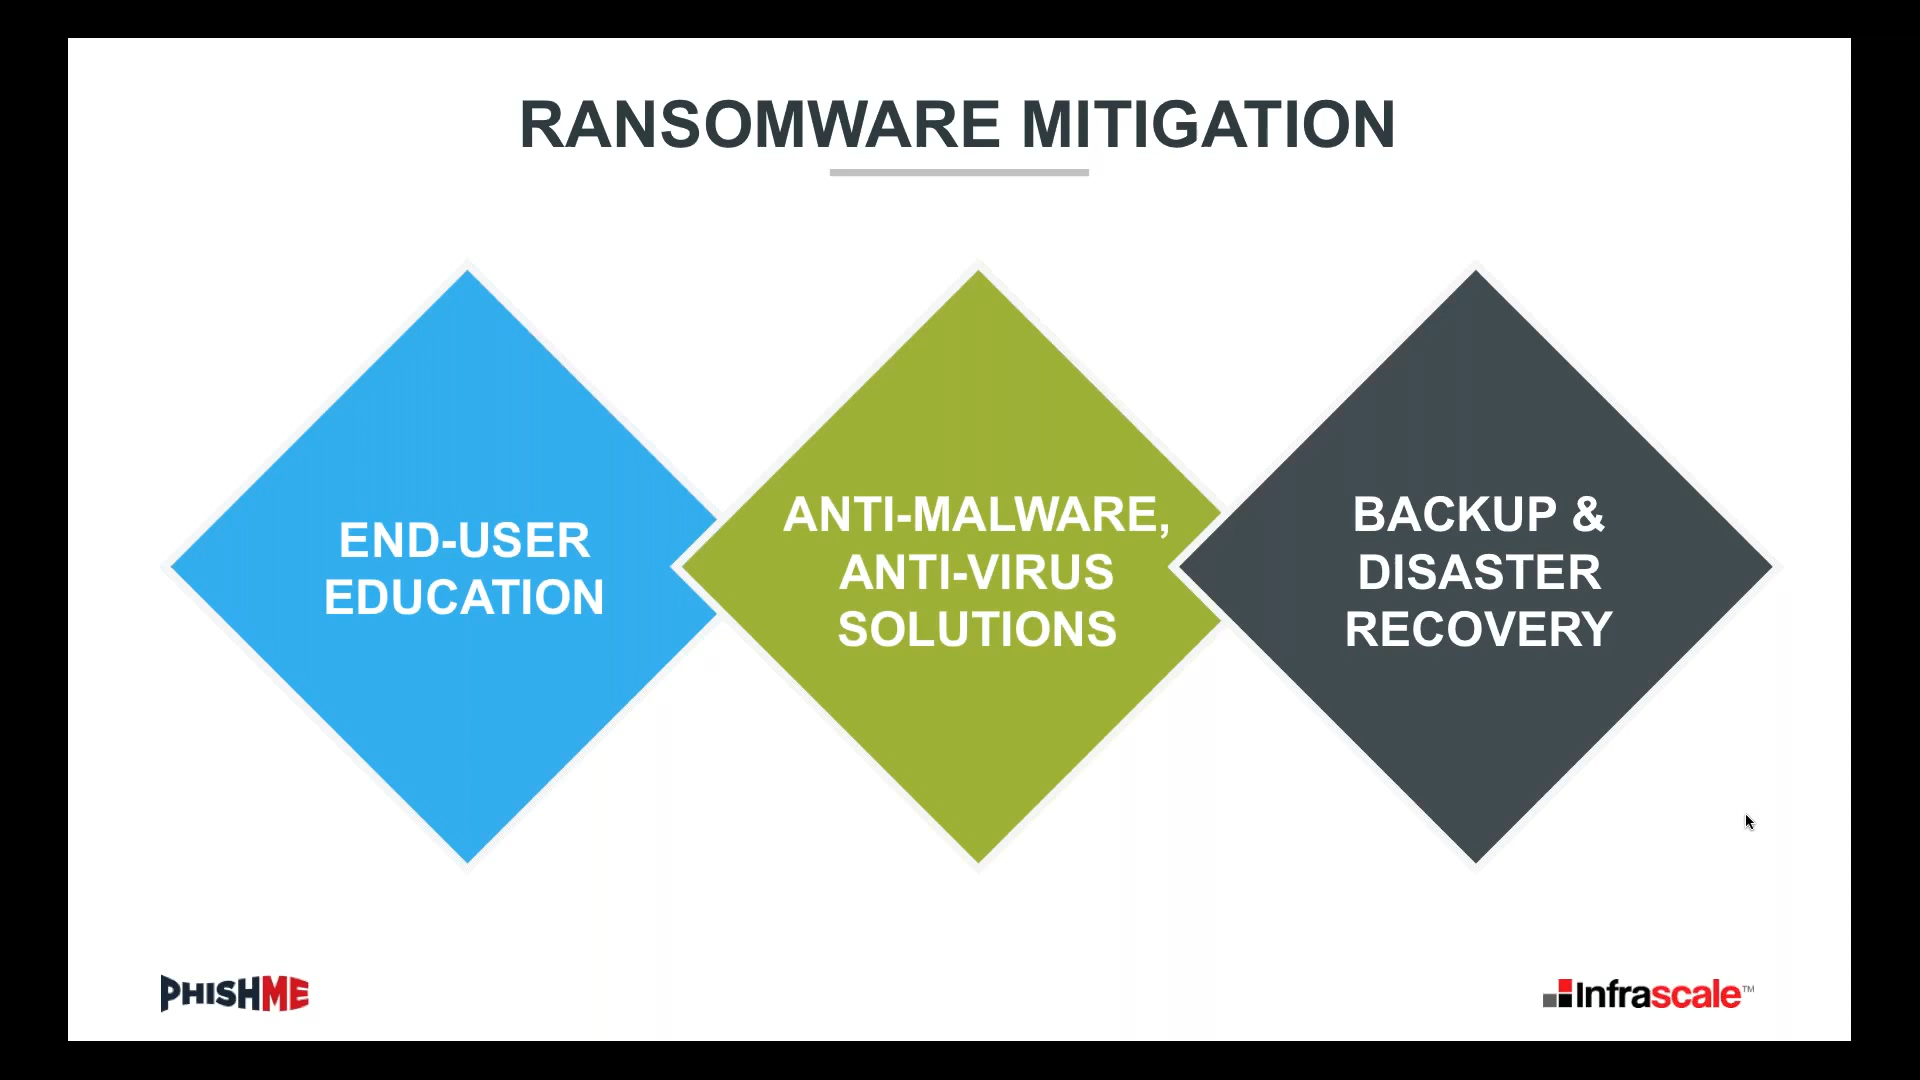 RANSOMWARE MITIGATION
END-USER
EDUCATION
ANTI-MALWARE,
ANTI-VIRUS
SOLUTIONS
BACKUP &
DISASTER
RECOVERY
PHISHME
Infrascale™